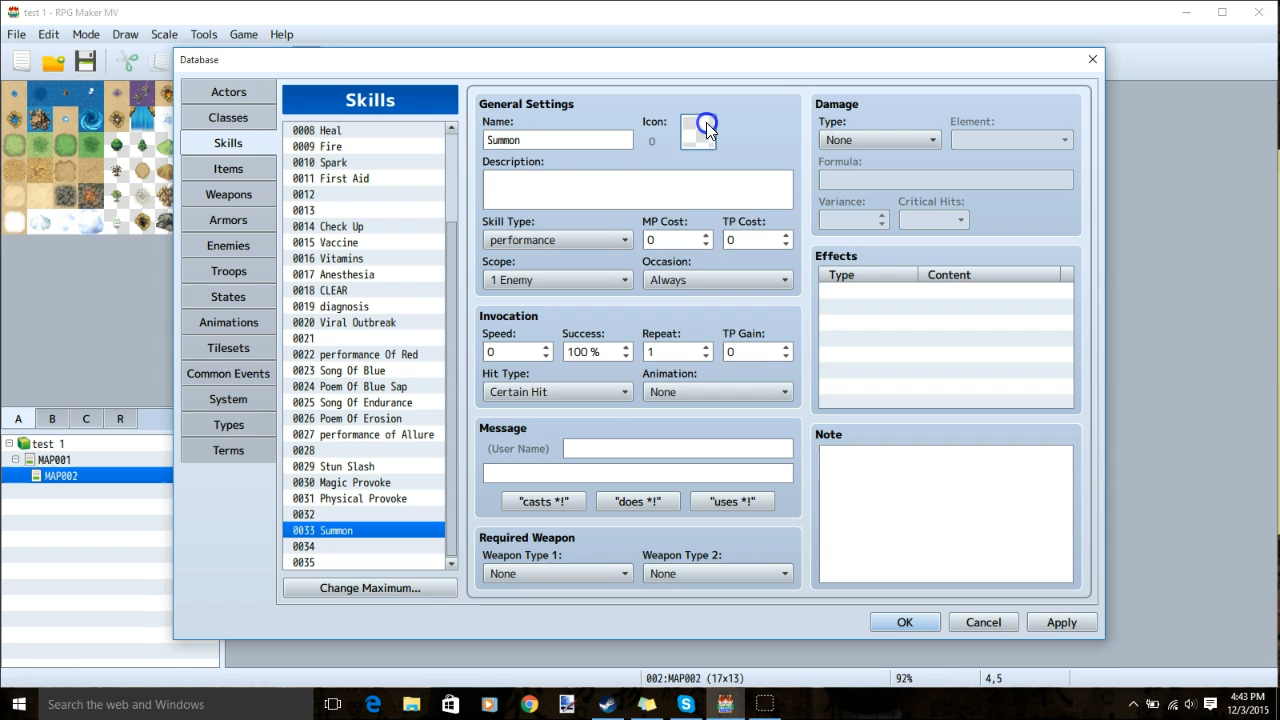 test 1 - RPG Maker MV
File Edit Mode Draw Scale Tools Game Help
Database
Actors
Classes
Skills
Items
Weapons
Armors
Enemies
Troops
States
Animations
Tilesets
Common Events
System
Types
Terms
Skills
0008 Heal
0009 Fire
0010 Spark
0011 First Aid
0012
0013
0014 Check Up
0015 Vaccine
0016 Vitamins
0017 Anesthesia
0018 CLEAR
0019 diagnosis
0020 Viral Outbreak
0021
0022 performance Of Red
0023 Song Of Blue
0024 Poem Of Blue Sap
0025 Song Of Endurance
0026 Poem Of Erosion
0027 performance of Allure
0028
0029 Stun Slash
0030 Magic Provoke
0031 Physical Provoke
0032
0033 Summon
0034
0035
Change Maximum...
General Settings
Name: Icon:
Summon 0
Description:
Skill Type: MP Cost: TP Cost:
performance 0 0
Scope: Occasion:
1 Enemy Always
Invocation
Speed: Success: Repeat: TP Gain:
0 100 % 1 0
Hit Type: Animation:
Certain Hit None
Message
(User Name)
"casts *!" "does *!" "uses *!"
Required Weapon
Weapon Type 1: Weapon Type 2:
None None
Damage
Type: Element:
None
Formula:
Variance: Critical Hits:
Effects
Type Content
Note
OK Cancel Apply
A B C R
test 1
MAP001
MAP002
002:MAP002 (17x13) 92% 4,5
Search the web and Windows
4:43 PM
12/3/2015